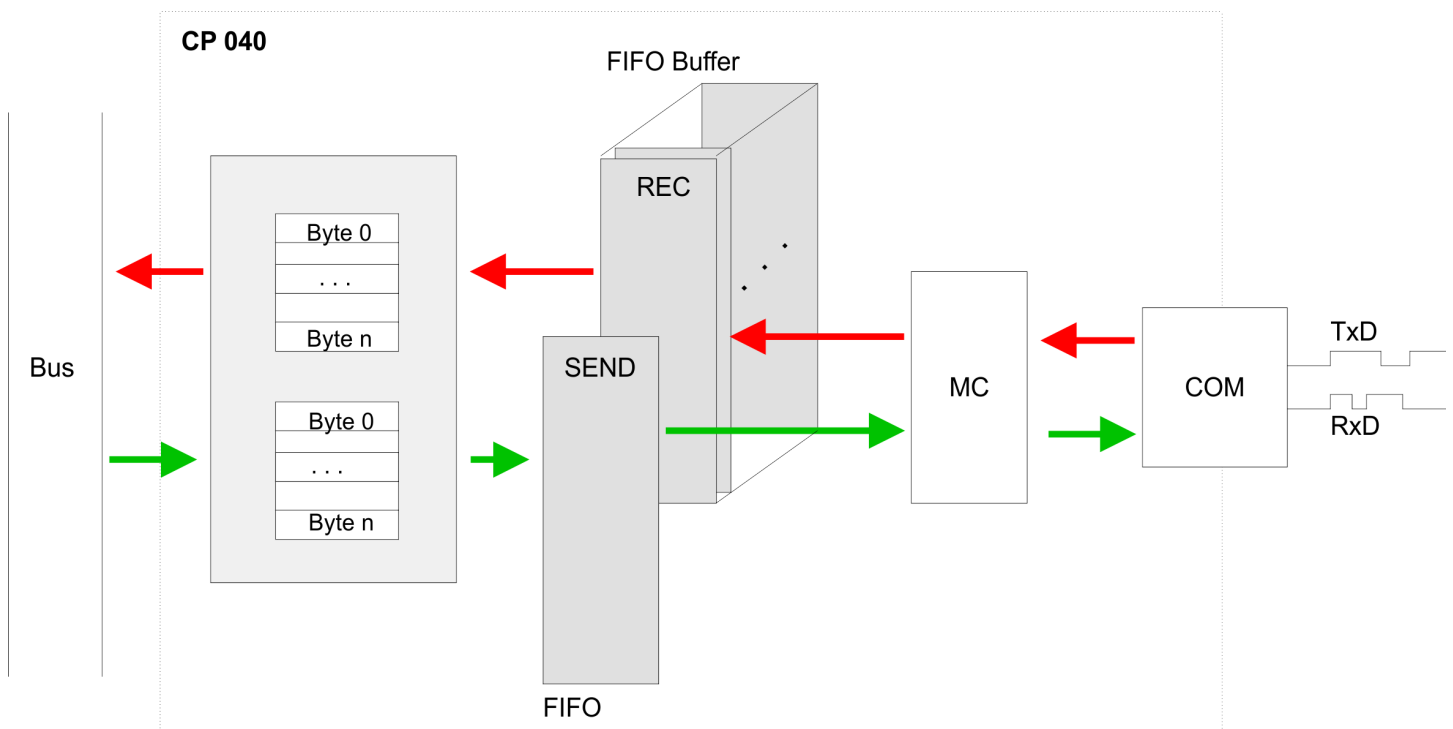 CP 040
FIFO Buffer
REC
Byte 0
. . .
Byte n
Bus
SEND
MC
COM
TxD
RxD
Byte 0
. . .
Byte n
FIFO